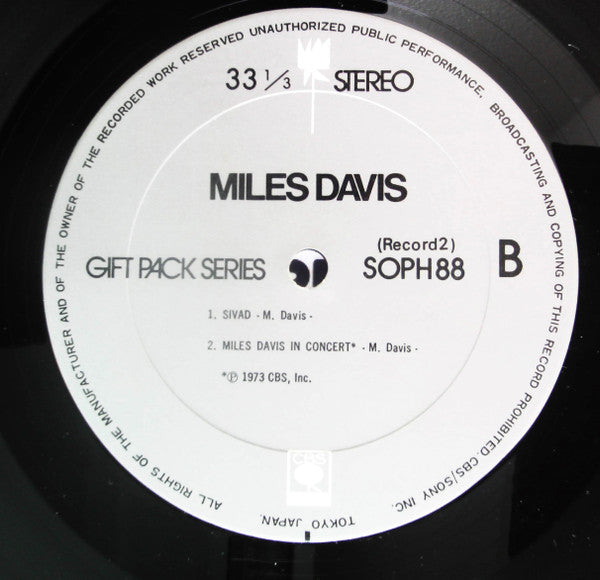 ALL RIGHTS OF THE MANUFACTURER AND OF THE OWNER OF THE RECORDED WORK RESERVED UNAUTHORIZED PUBLIC PERFORMANCE, BROADCASTING AND COPYING OF THIS RECORD PROHIBITED. CBS/SONY INC. TOKYO JAPAN.
33 1/3 STEREO
MILES DAVIS
GIFT PACK SERIES
(Record 2)
SOPH 88
B
1. SIVAD - M. Davis -
2. MILES DAVIS IN CONCERT* - M. Davis -
*℗ 1973 CBS, Inc.
CBS